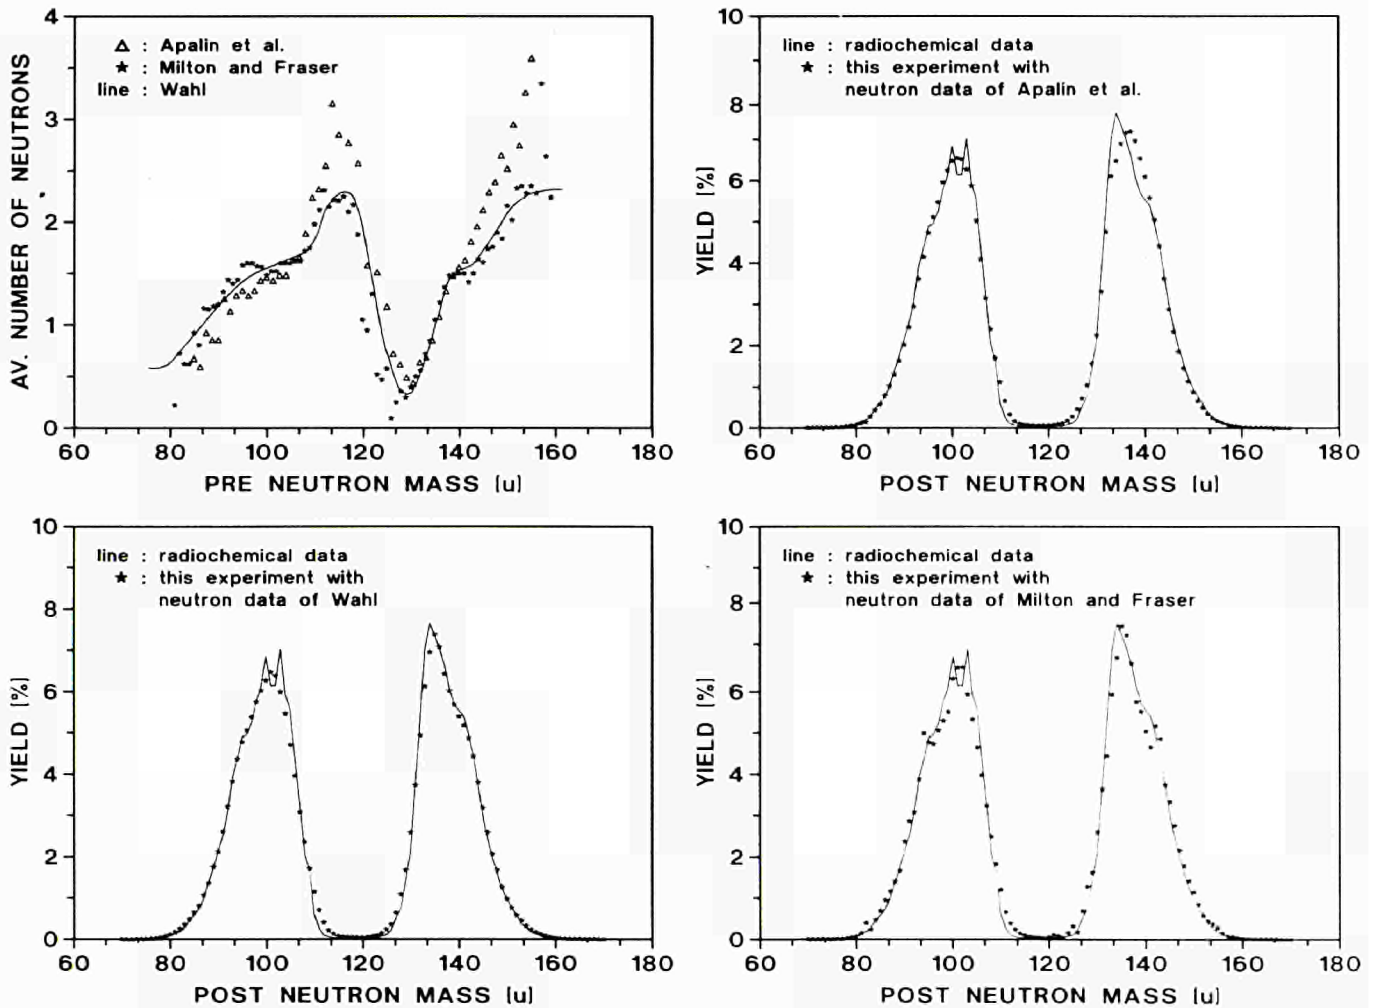 4
3
2
1
0
60 80 100 120 140 160 180
AV. NUMBER OF NEUTRONS
PRE NEUTRON MASS [u]
△ : Apalin et al.
★ : Milton and Fraser
line : Wahl
10
8
6
4
2
0
60 80 100 120 140 160 180
YIELD [%]
POST NEUTRON MASS [u]
line : radiochemical data
★ : this experiment with
neutron data of Apalin et al.
10
8
6
4
2
0
60 80 100 120 140 160 180
YIELD [%]
POST NEUTRON MASS [u]
line : radiochemical data
★ : this experiment with
neutron data of Wahl
10
8
6
4
2
0
60 80 100 120 140 160 180
YIELD [%]
POST NEUTRON MASS [u]
line : radiochemical data
★ : this experiment with
neutron data of Milton and Fraser